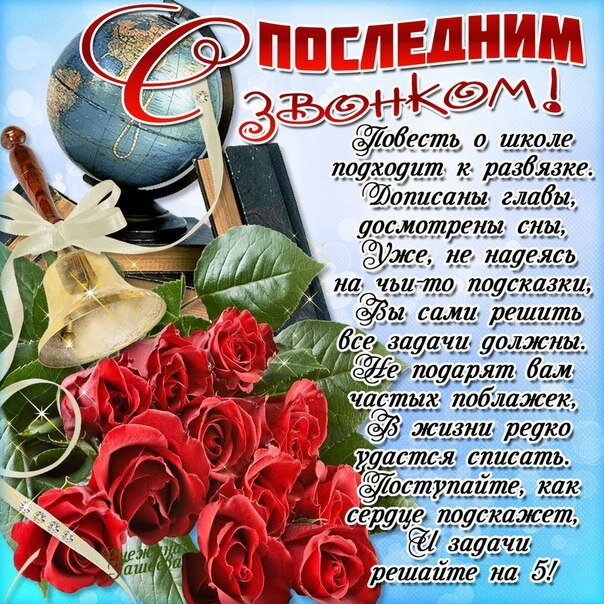 С ПОСЛЕДНИМ
ЗВОНКОМ!
Повесть о школе
подходит к развязке.
Дописаны главы,
досмотрены сны,
Уже, не надеясь
на чьи-то подсказки,
Вы сами решить
все задачи должны.
Не подарят вам
частых поблажек,
В жизни редко
удастся списать.
Поступайте, как
сердце подскажет,
И задачи
решайте на 5!